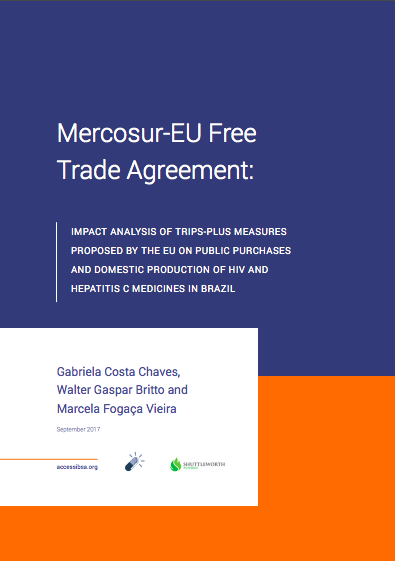 Mercosur-EU Free
Trade Agreement:
IMPACT ANALYSIS OF TRIPS-PLUS MEASURES
PROPOSED BY THE EU ON PUBLIC PURCHASES
AND DOMESTIC PRODUCTION OF HIV AND
HEPATITIS C MEDICINES IN BRAZIL
Gabriela Costa Chaves,
Walter Gaspar Britto and
Marcela Fogaça Vieira
September 2017
accessibsa.org
SHUTTLEWORTH